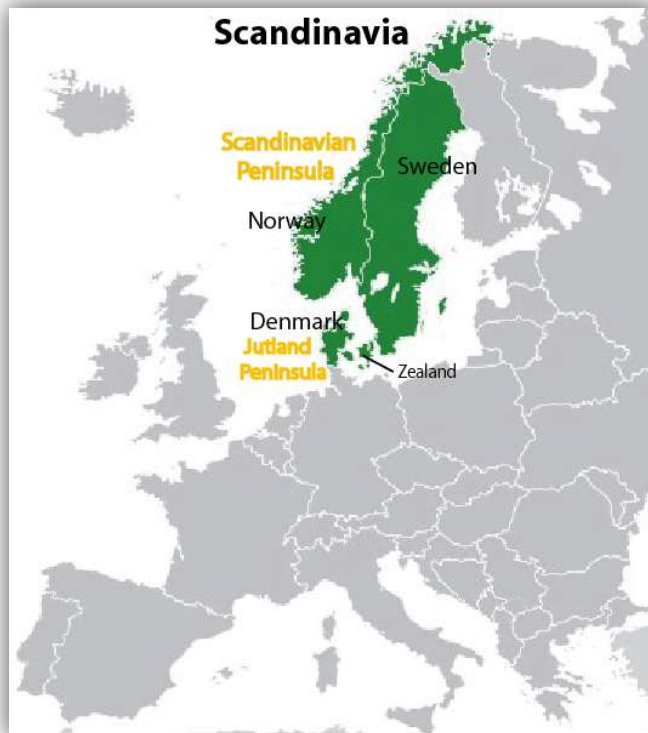 Scandinavia
Scandinavian
Peninsula
Sweden
Norway
Denmark
Jutland
Peninsula
Zealand